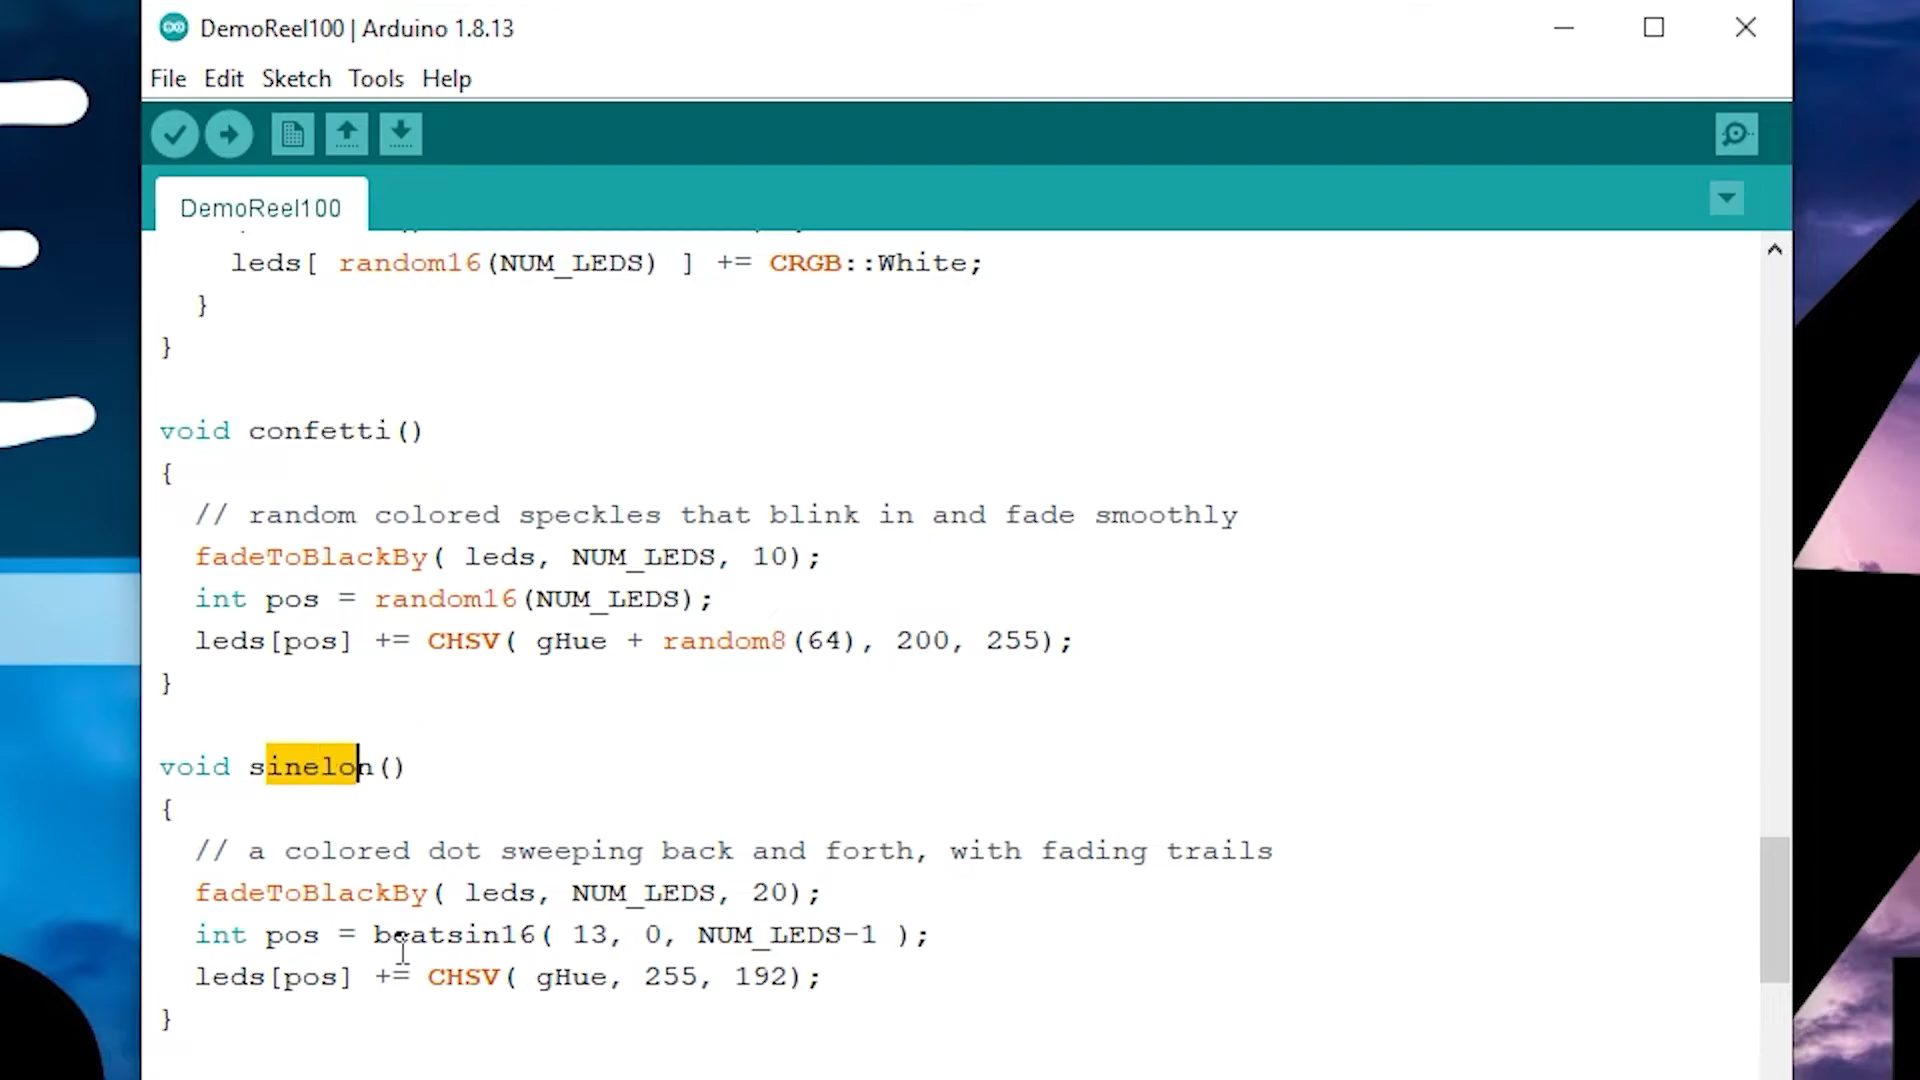 DemoReel100 | Arduino 1.8.13
File Edit Sketch Tools Help
DemoReel100
leds[ random16(NUM_LEDS) ] += CRGB::White;
}
}
void confetti()
{
// random colored speckles that blink in and fade smoothly
fadeToBlackBy( leds, NUM_LEDS, 10);
int pos = random16(NUM_LEDS);
leds[pos] += CHSV( gHue + random8(64), 200, 255);
}
void sinelon()
{
// a colored dot sweeping back and forth, with fading trails
fadeToBlackBy( leds, NUM_LEDS, 20);
int pos = beatsin16( 13, 0, NUM_LEDS-1 );
leds[pos] += CHSV( gHue, 255, 192);
}